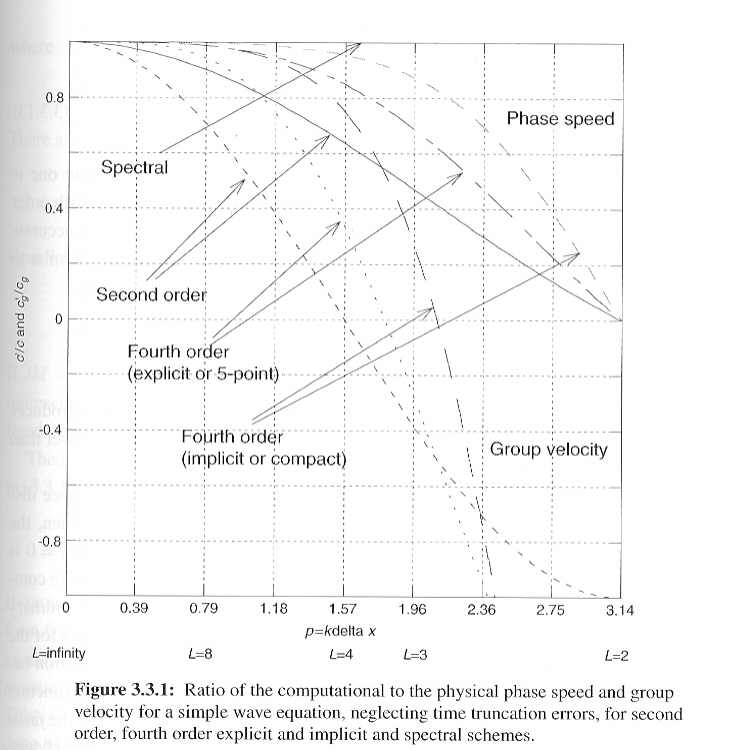 0.8
Phase speed
Spectral
0.4
Second order
c'/c and c'g/cg
0
Fourth order
(explicit or 5-point)
-0.4
Fourth order
(implicit or compact)
Group velocity
-0.8
0 0.39 0.79 1.18 1.57 1.96 2.36 2.75 3.14
p=kdelta x
L=infinity L=8 L=4 L=3 L=2
Figure 3.3.1: Ratio of the computational to the physical phase speed and group
velocity for a simple wave equation, neglecting time truncation errors, for second
order, fourth order explicit and implicit and spectral schemes.